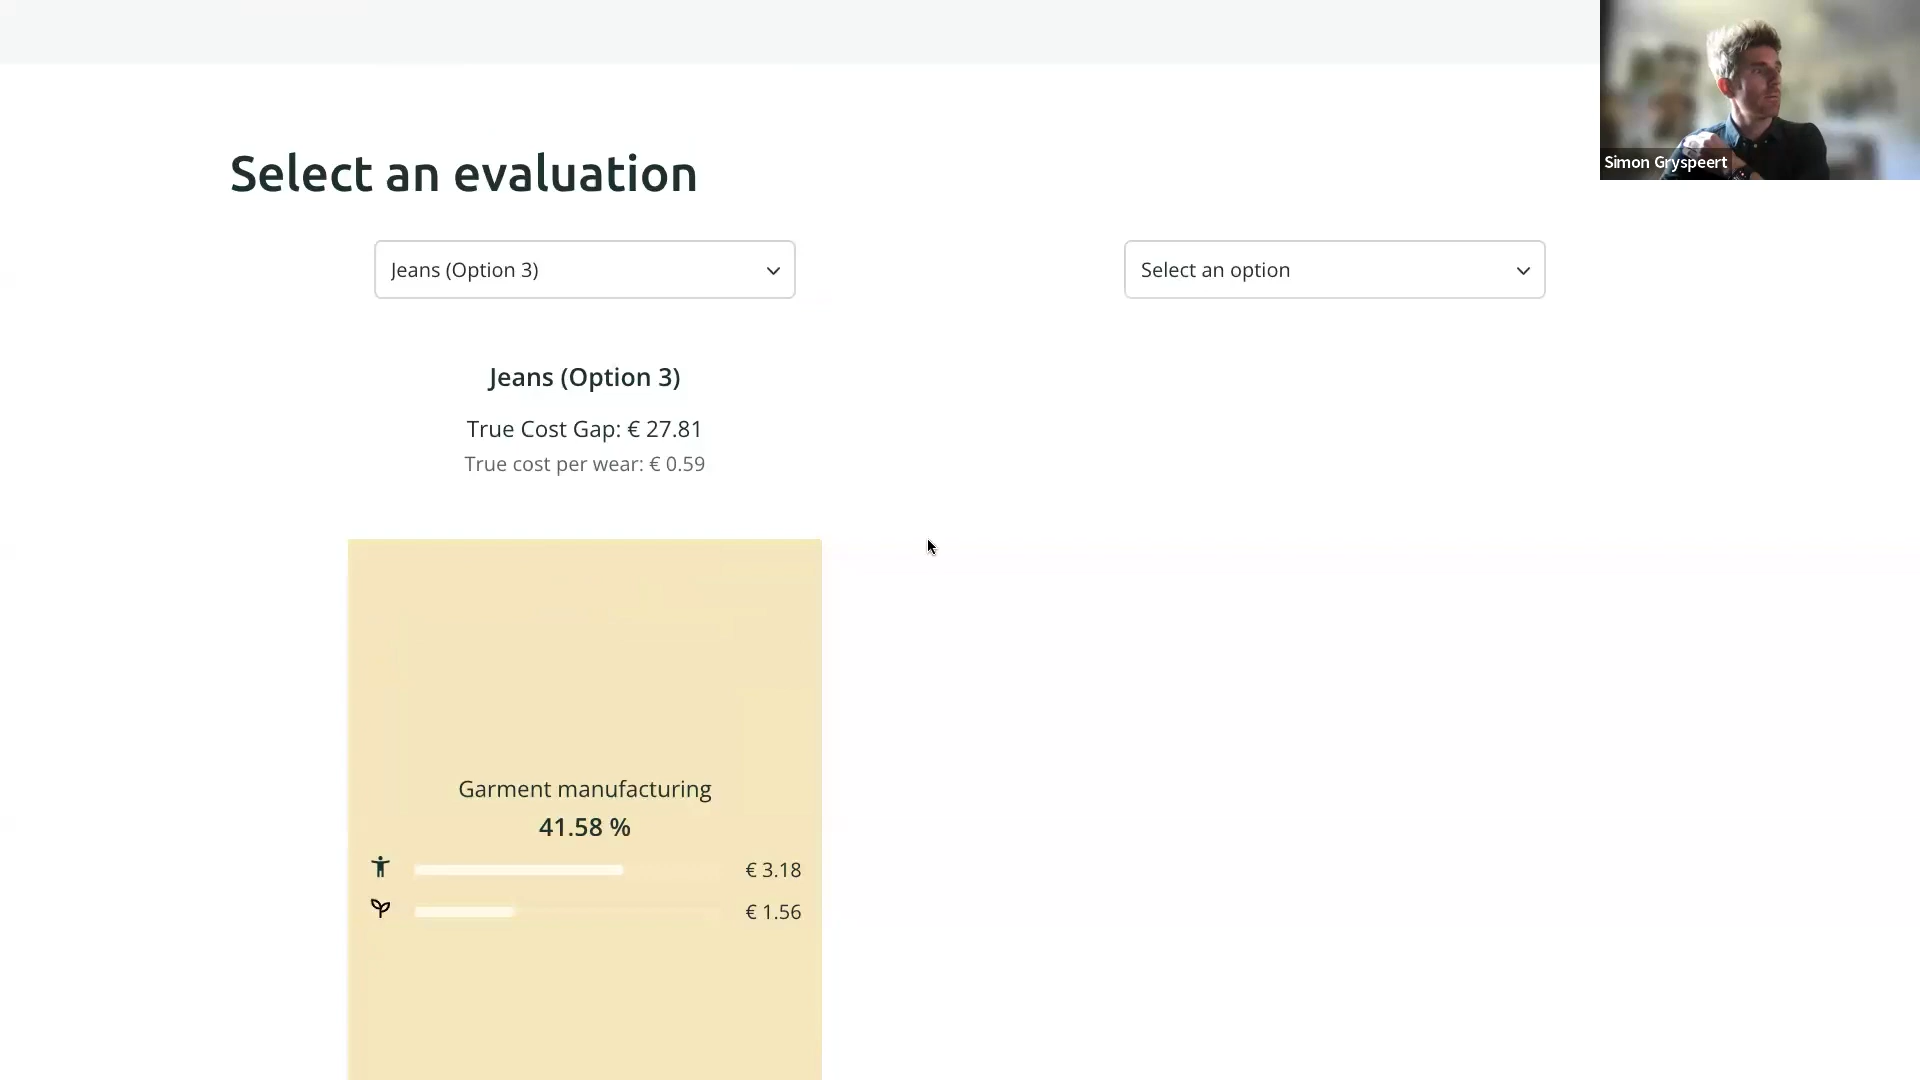 Simon Gryspeert
Select an evaluation
Jeans (Option 3)
Select an option
Jeans (Option 3)
True Cost Gap: € 27.81
True cost per wear: € 0.59
Garment manufacturing
41.58 %
€ 3.18
€ 1.56